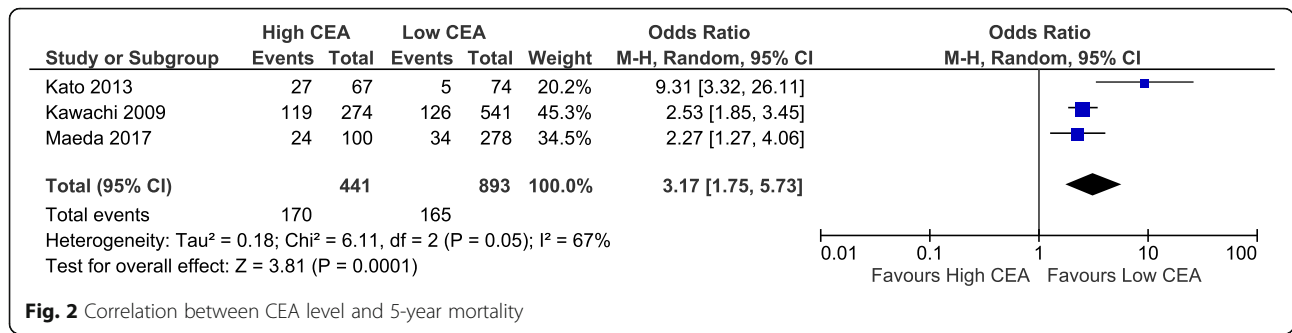 High CEA Low CEA Odds Ratio Odds Ratio
Study or Subgroup Events Total Events Total Weight M-H, Random, 95% CI M-H, Random, 95% CI
Kato 2013 27 67 5 74 20.2% 9.31 [3.32, 26.11]
Kawachi 2009 119 274 126 541 45.3% 2.53 [1.85, 3.45]
Maeda 2017 24 100 34 278 34.5% 2.27 [1.27, 4.06]
Total (95% CI) 441 893 100.0% 3.17 [1.75, 5.73]
Total events 170 165
Heterogeneity: Tau² = 0.18; Chi² = 6.11, df = 2 (P = 0.05); I² = 67%
Test for overall effect: Z = 3.81 (P = 0.0001)
0.01 0.1 1 10 100
Favours High CEA Favours Low CEA
Fig. 2 Correlation between CEA level and 5-year mortality